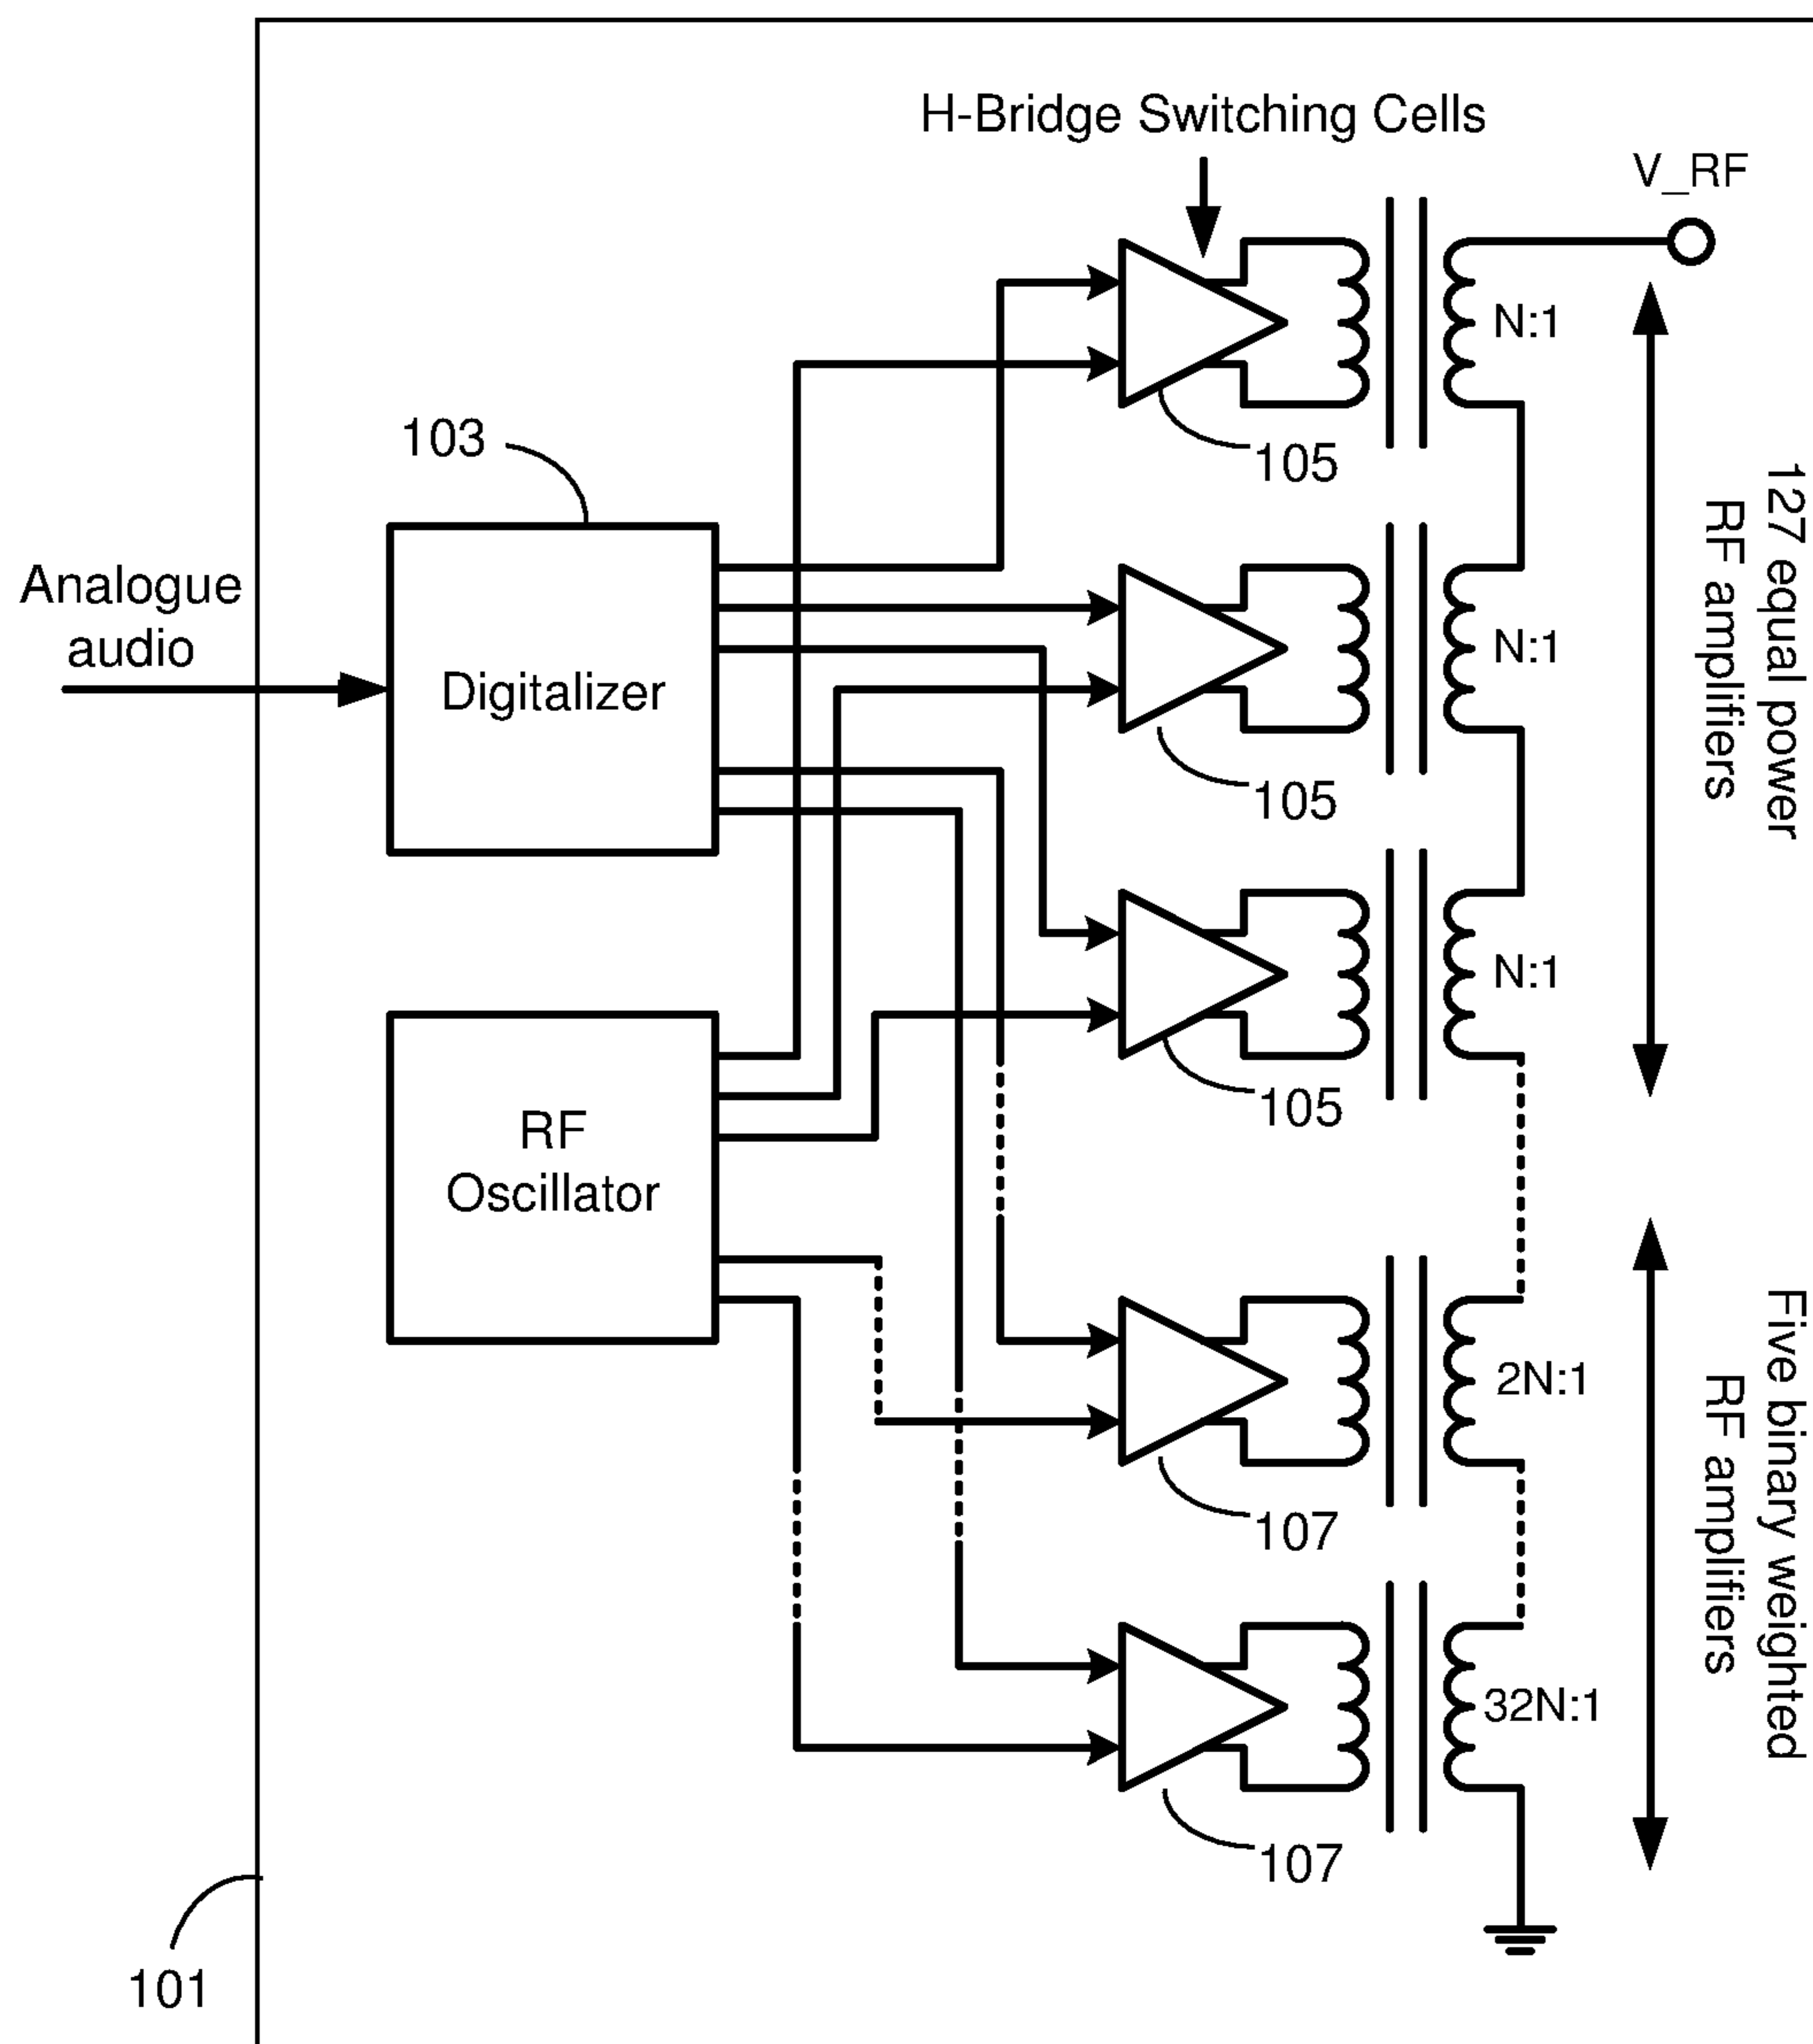 H-Bridge Switching Cells
V_RF
N:1
103
105
127 equal power
RF amplifiers
Analogue
audio
Digitalizer
N:1
105
N:1
RF
Oscillator
105
Five binary weighted
RF amplifiers
2N:1
107
32N:1
107
101